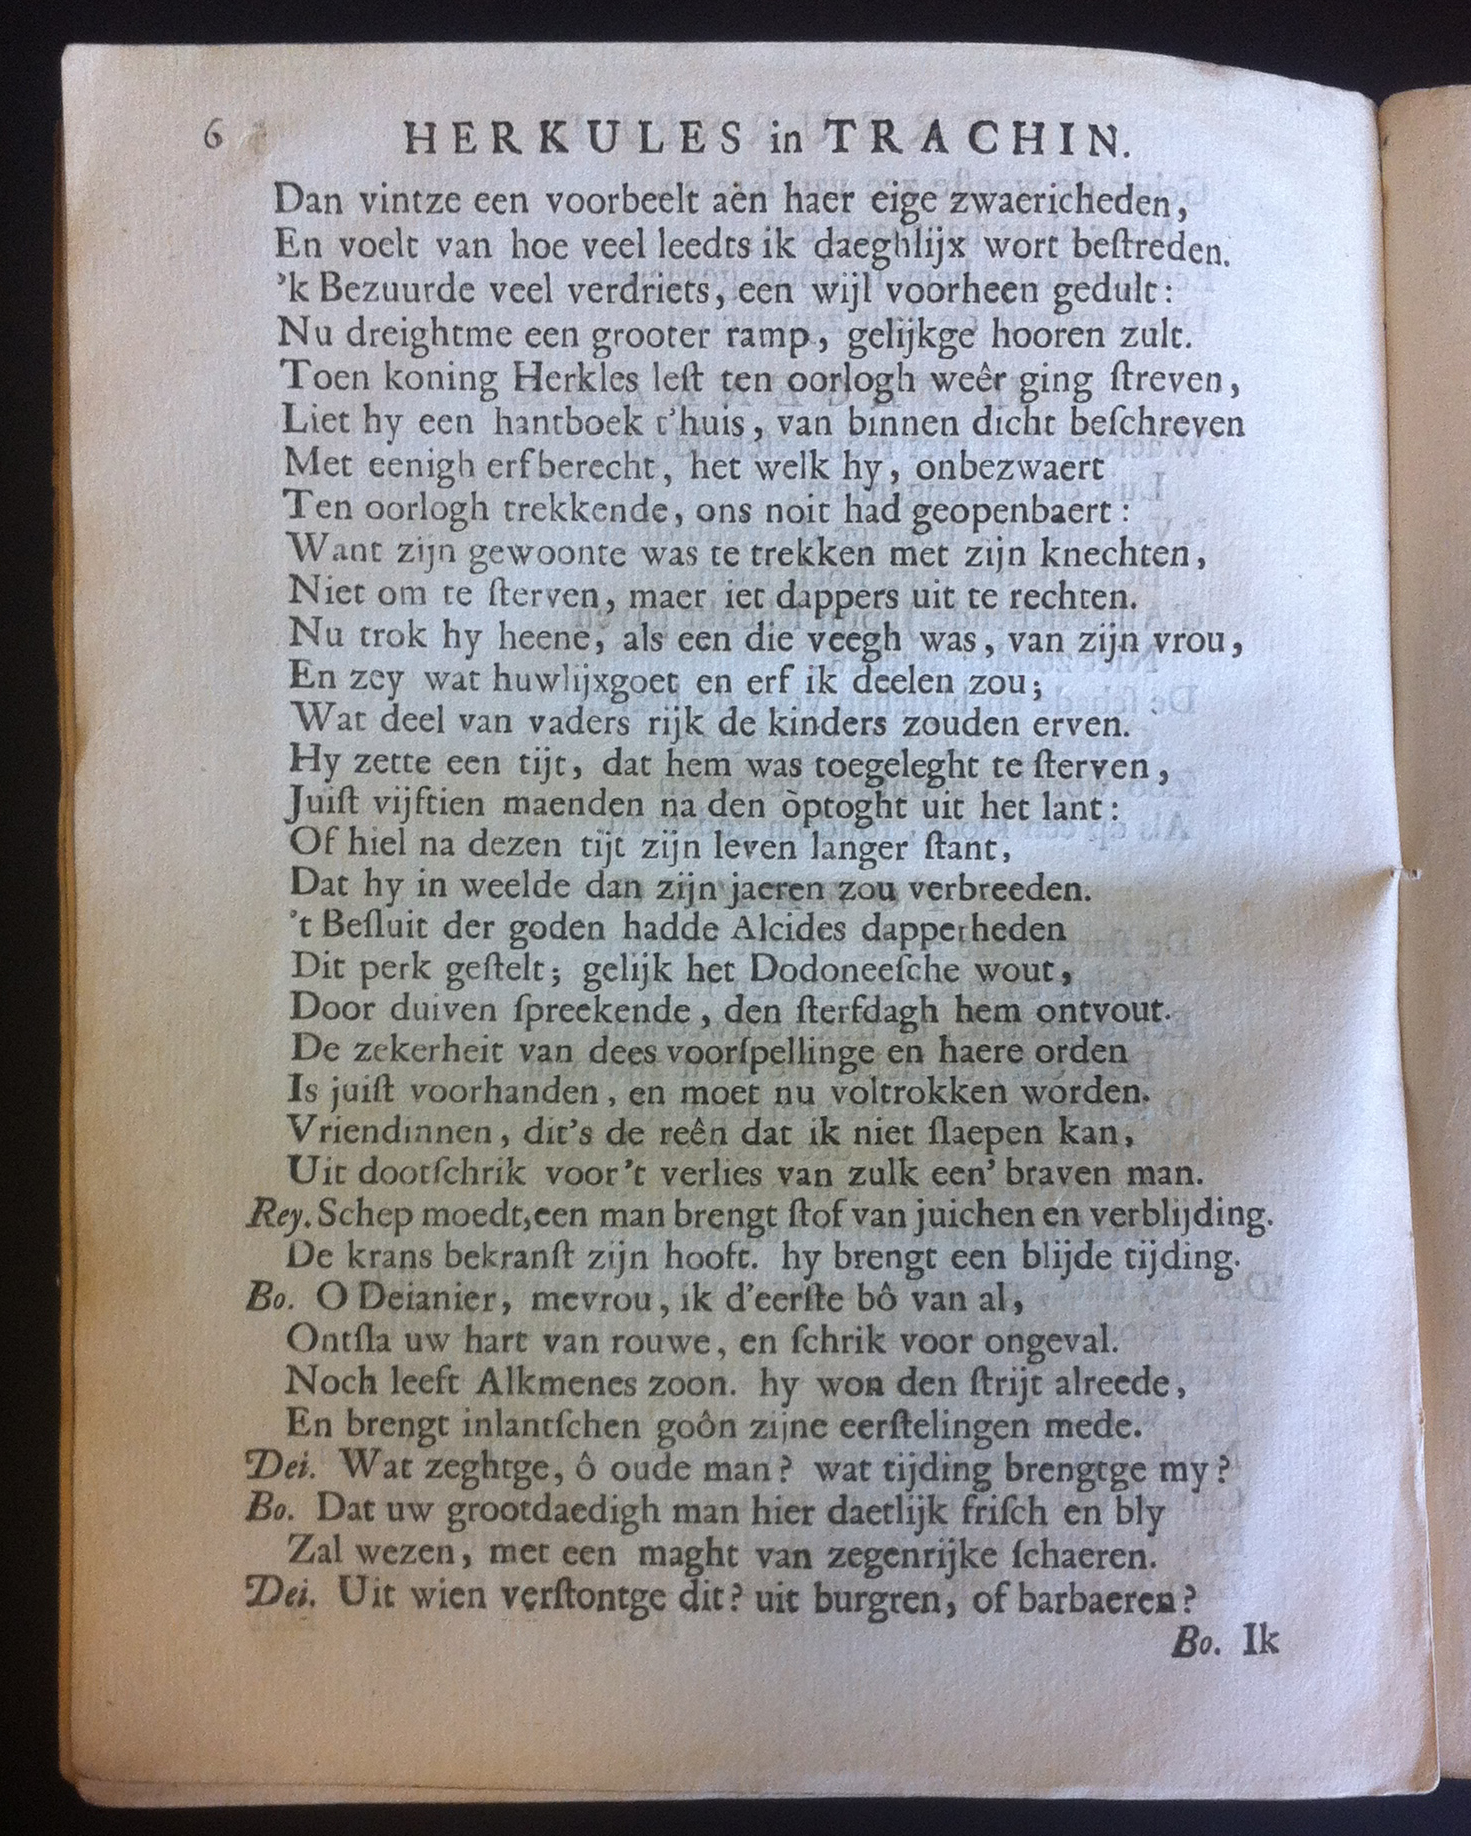 6 HERKULES in TRACHIN.
Dan vintze een voorbeelt aèn haer eige zwaericheden,
En voelt van hoe veel leedts ik daeghlijx wort beſtreden.
'k Bezuurde veel verdriets, een wijl voorheen gedult:
Nu dreightme een grooter ramp, gelijkge hooren zult.
Toen koning Herkles leſt ten oorlogh weêr ging ſtreven,
Liet hy een hantboek t'huis, van binnen dicht beſchreven
Met eenigh erfberecht, het welk hy, onbezwaert
Ten oorlogh trekkende, ons noit had geopenbaert:
Want zijn gewoonte was te trekken met zijn knechten,
Niet om te ſterven, maer iet dappers uit te rechten.
Nu trok hy heene, als een die veegh was, van zijn vrou,
En zey wat huwlijxgoet en erf ik deelen zou;
Wat deel van vaders rijk de kinders zouden erven.
Hy zette een tijt, dat hem was toegeleght te ſterven,
Juiſt vijftien maenden na den òptoght uit het lant:
Of hiel na dezen tijt zijn leven langer ſtant,
Dat hy in weelde dan zijn jaeren zou verbreeden.
't Beſluit der goden hadde Alcides dapperheden
Dit perk geſtelt; gelijk het Dodoneeſche wout,
Door duiven ſpreekende, den ſterfdagh hem ontvout.
De zekerheit van dees voorſpellinge en haere orden
Is juiſt voorhanden, en moet nu voltrokken worden.
Vriendinnen, dit's de reên dat ik niet ſlaepen kan,
Uit dootſchrik voor't verlies van zulk een' braven man.
Rey. Schep moedt, een man brengt ſtof van juichen en verblijding.
De krans bekranſt zijn hooft. hy brengt een blijde tijding.
Bo. O Deianier, mevrou, ik d'eerſte bô van al,
Ontſla uw hart van rouwe, en ſchrik voor ongeval.
Noch leeft Alkmenes zoon. hy won den ſtrijt alreede,
En brengt inlantſchen goôn zijne eerſtelingen mede.
Dei. Wat zeghtge, ô oude man? wat tijding brengtge my?
Bo. Dat uw grootdaedigh man hier daetlijk friſch en bly
Zal wezen, met een maght van zegenrijke ſchaeren.
Dei. Uit wien verſtontge dit? uit burgren, of barbaeren?
Bo. Ik